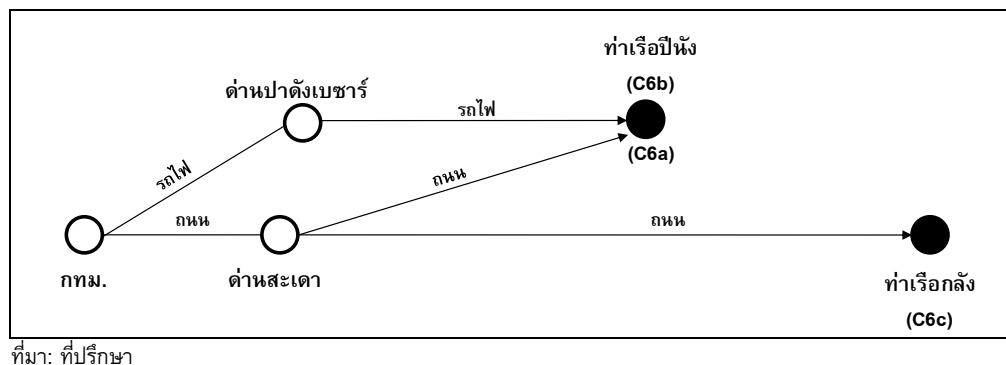 ท่าเรือปีนัง
(C6b)
ด่านปาดังเบซาร์
รถไฟ
(C6a)
รถไฟ
ถนน
ถนน
ถนน
กทม.
ด่านสะเดา
ท่าเรือกลัง
(C6c)
ที่มา: ที่ปรึกษา